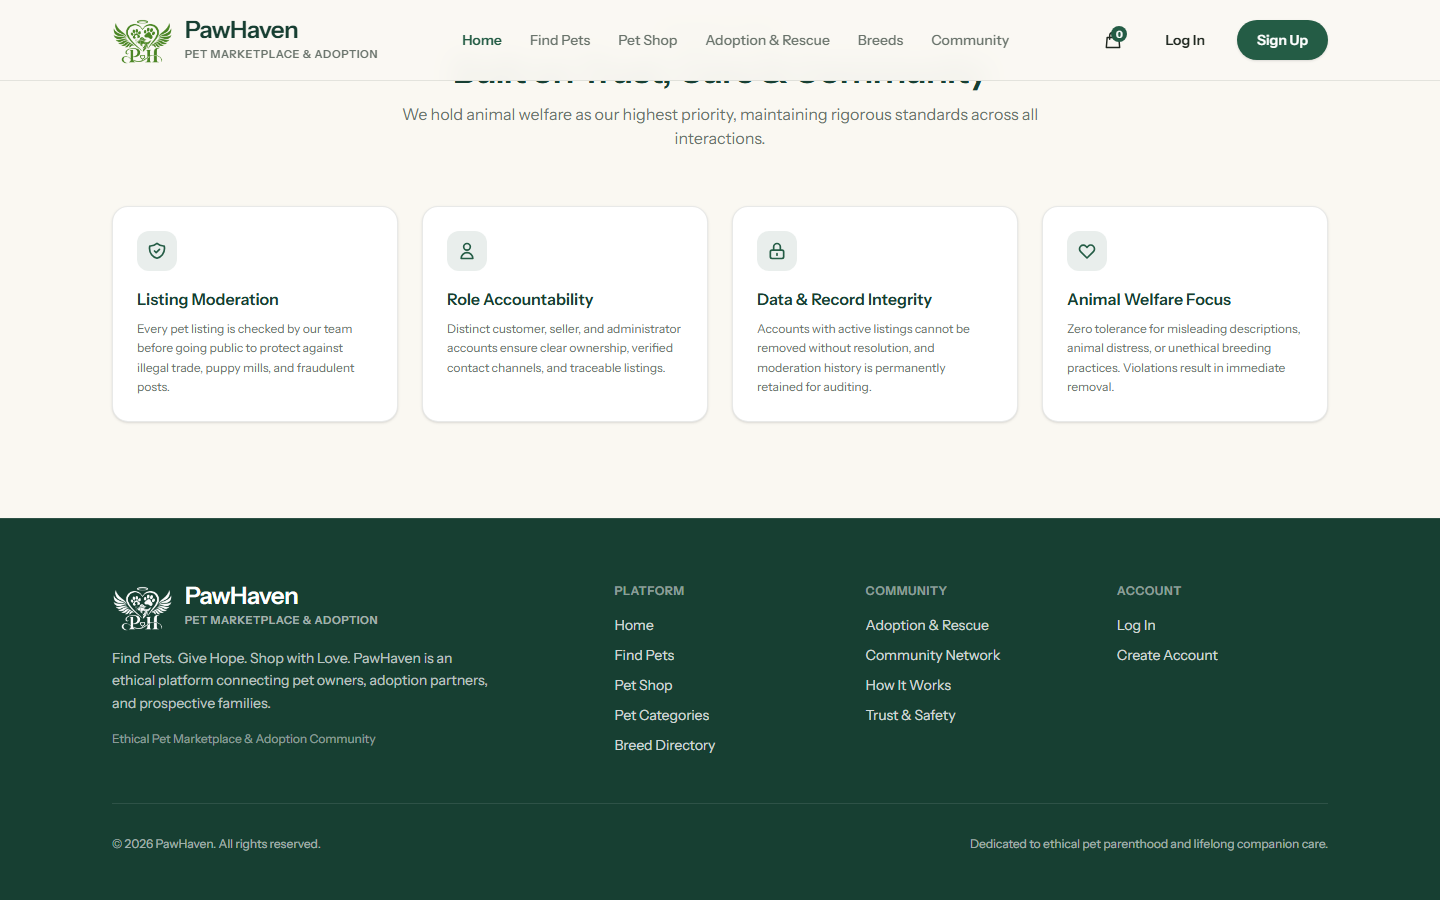 PawHaven
PET MARKETPLACE & ADOPTION
Home
Find Pets
Pet Shop
Adoption & Rescue
Breeds
Community
0
Log In
Sign Up
Built on Trust, Care & Community
We hold animal welfare as our highest priority, maintaining rigorous standards across all
interactions.
Listing Moderation
Every pet listing is checked by our team
before going public to protect against
illegal trade, puppy mills, and fraudulent
posts.
Role Accountability
Distinct customer, seller, and administrator
accounts ensure clear ownership, verified
contact channels, and traceable listings.
Data & Record Integrity
Accounts with active listings cannot be
removed without resolution, and
moderation history is permanently
retained for auditing.
Animal Welfare Focus
Zero tolerance for misleading descriptions,
animal distress, or unethical breeding
practices. Violations result in immediate
removal.
PH
PawHaven
PET MARKETPLACE & ADOPTION
Find Pets. Give Hope. Shop with Love. PawHaven is an
ethical platform connecting pet owners, adoption partners,
and prospective families.
Ethical Pet Marketplace & Adoption Community
PLATFORM
Home
Find Pets
Pet Shop
Pet Categories
Breed Directory
COMMUNITY
Adoption & Rescue
Community Network
How It Works
Trust & Safety
ACCOUNT
Log In
Create Account
© 2026 PawHaven. All rights reserved.
Dedicated to ethical pet parenthood and lifelong companion care.